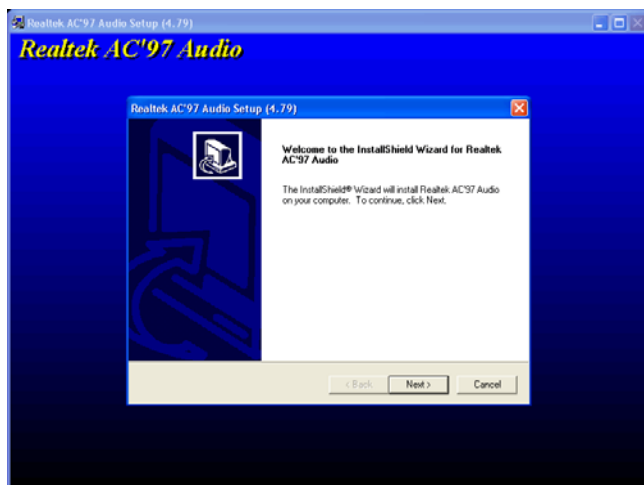 Realtek AC'97 Audio Setup (4.79)
Realtek AC'97 Audio
Realtek AC'97 Audio Setup (4.79)
Welcome to the InstallShield Wizard for Realtek
AC'97 Audio
The InstallShield® Wizard will install Realtek AC'97 Audio
on your computer. To continue, click Next.
< Back
Next >
Cancel